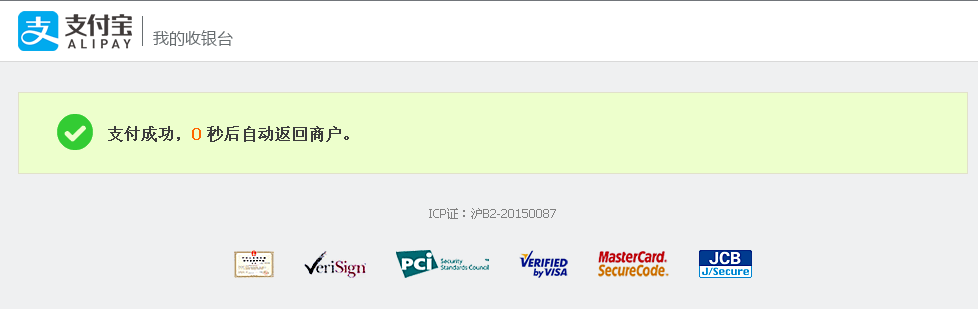 支 支付宝
ALIPAY
我的收银台
支付成功，0 秒后自动返回商户。
ICP证：沪B2-20150087
VeriSign
PCi Security Standards Council™
VERIFIED by VISA
MasterCard. SecureCode.
JCB J/Secure